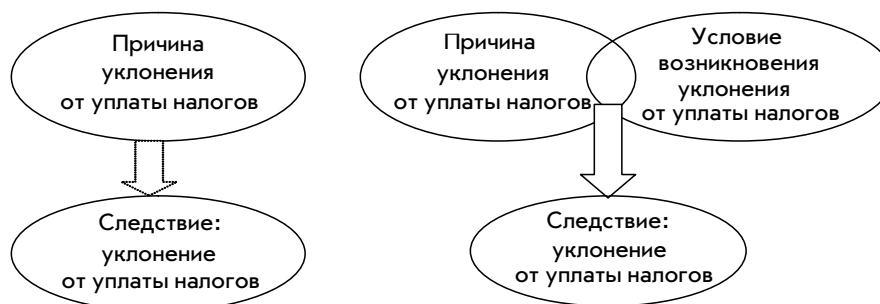 Причина
уклонения
от уплаты налогов
Следствие:
уклонение
от уплаты налогов
Причина
уклонения
от уплаты налогов
Условие
возникновения
уклонения
от уплаты налогов
Следствие:
уклонение
от уплаты налогов